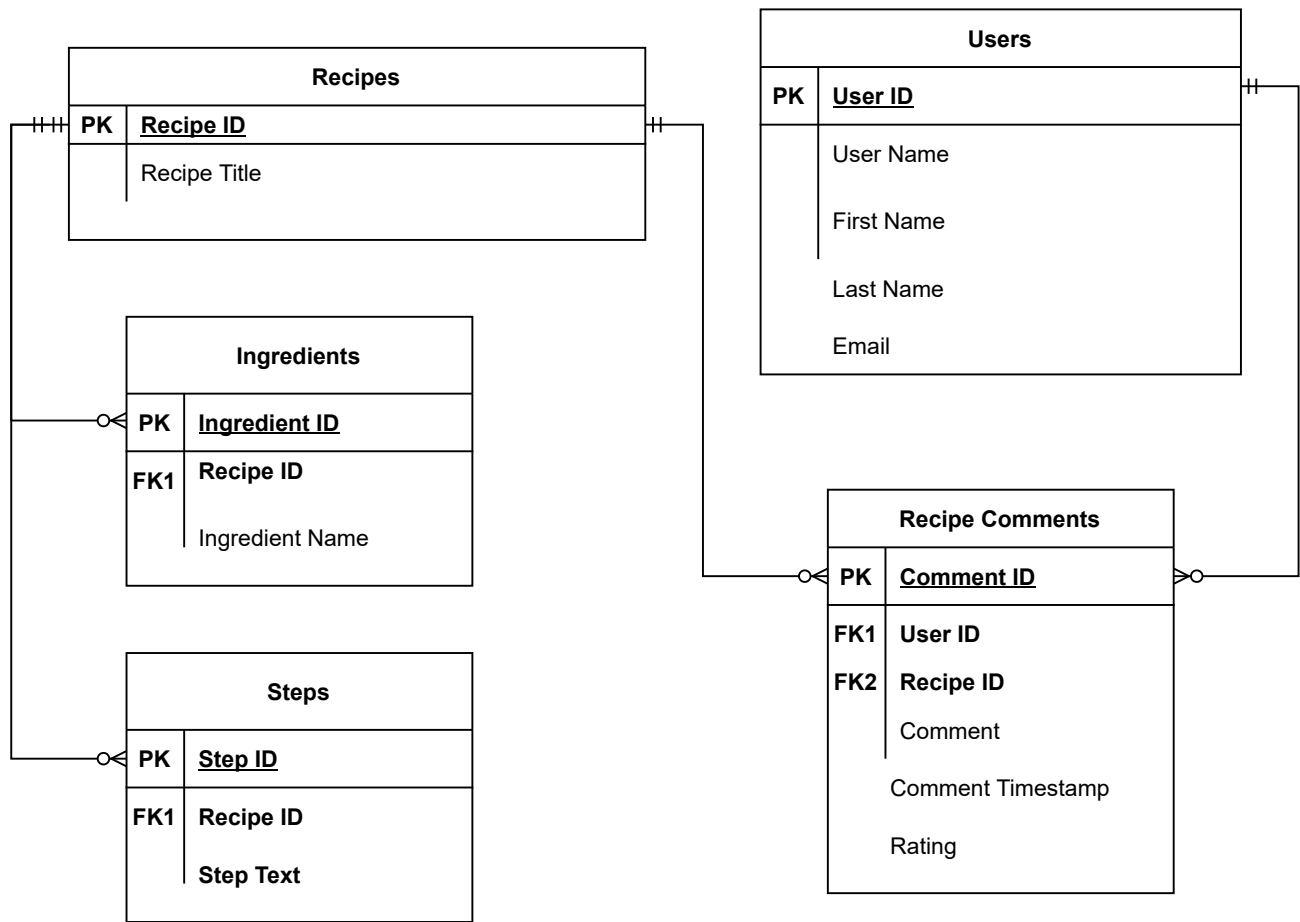 Recipes
PK Recipe ID
Recipe Title
Users
PK User ID
User Name
First Name
Last Name
Email
Ingredients
PK Ingredient ID
FK1 Recipe ID
Ingredient Name
Recipe Comments
PK Comment ID
FK1 User ID
FK2 Recipe ID
Comment
Comment Timestamp
Rating
Steps
PK Step ID
FK1 Recipe ID
Step Text